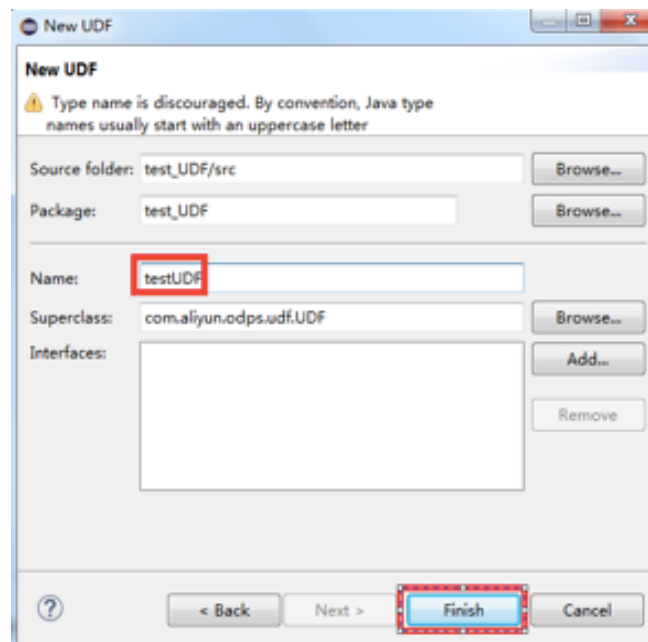 New UDF
New UDF
Type name is discouraged. By convention, Java type
names usually start with an uppercase letter
Source folder: test_UDF/src Browse...
Package: test_UDF Browse...
Name: testUDF
Superclass: com.aliyun.odps.udf.UDF Browse...
Interfaces: Add...
Remove
? < Back Next > Finish Cancel